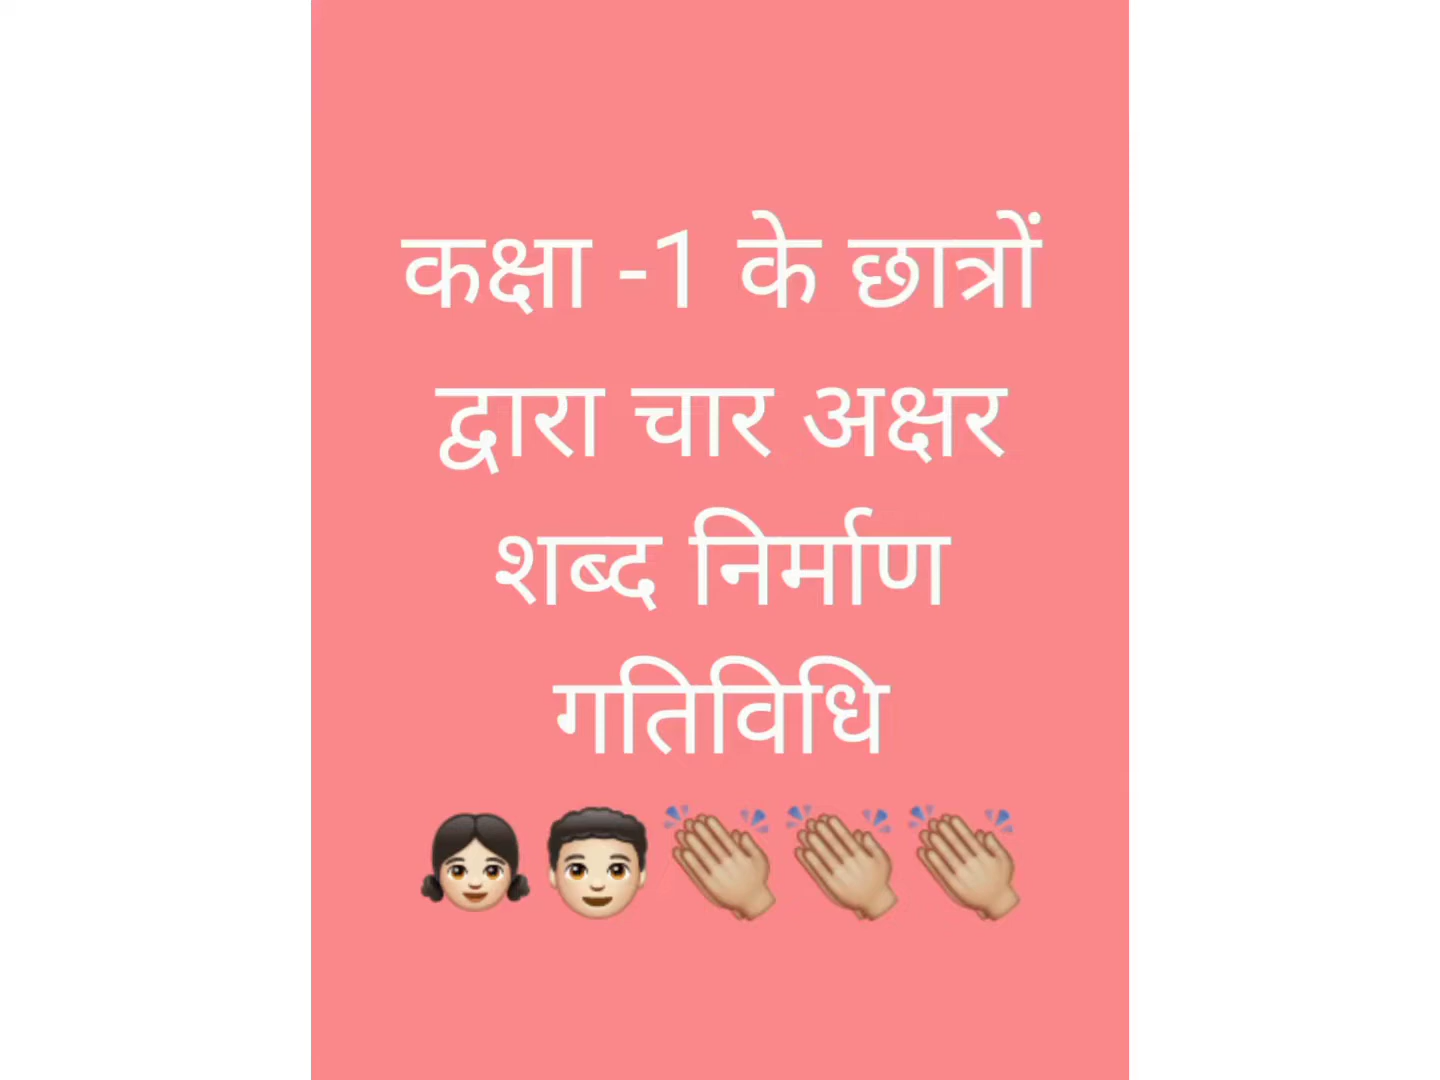 कक्षा -1 के छात्रों
द्वारा चार अक्षर
शब्द निर्माण
गतिविधि
👧🏻👦🏻👏🏼👏🏼👏🏼